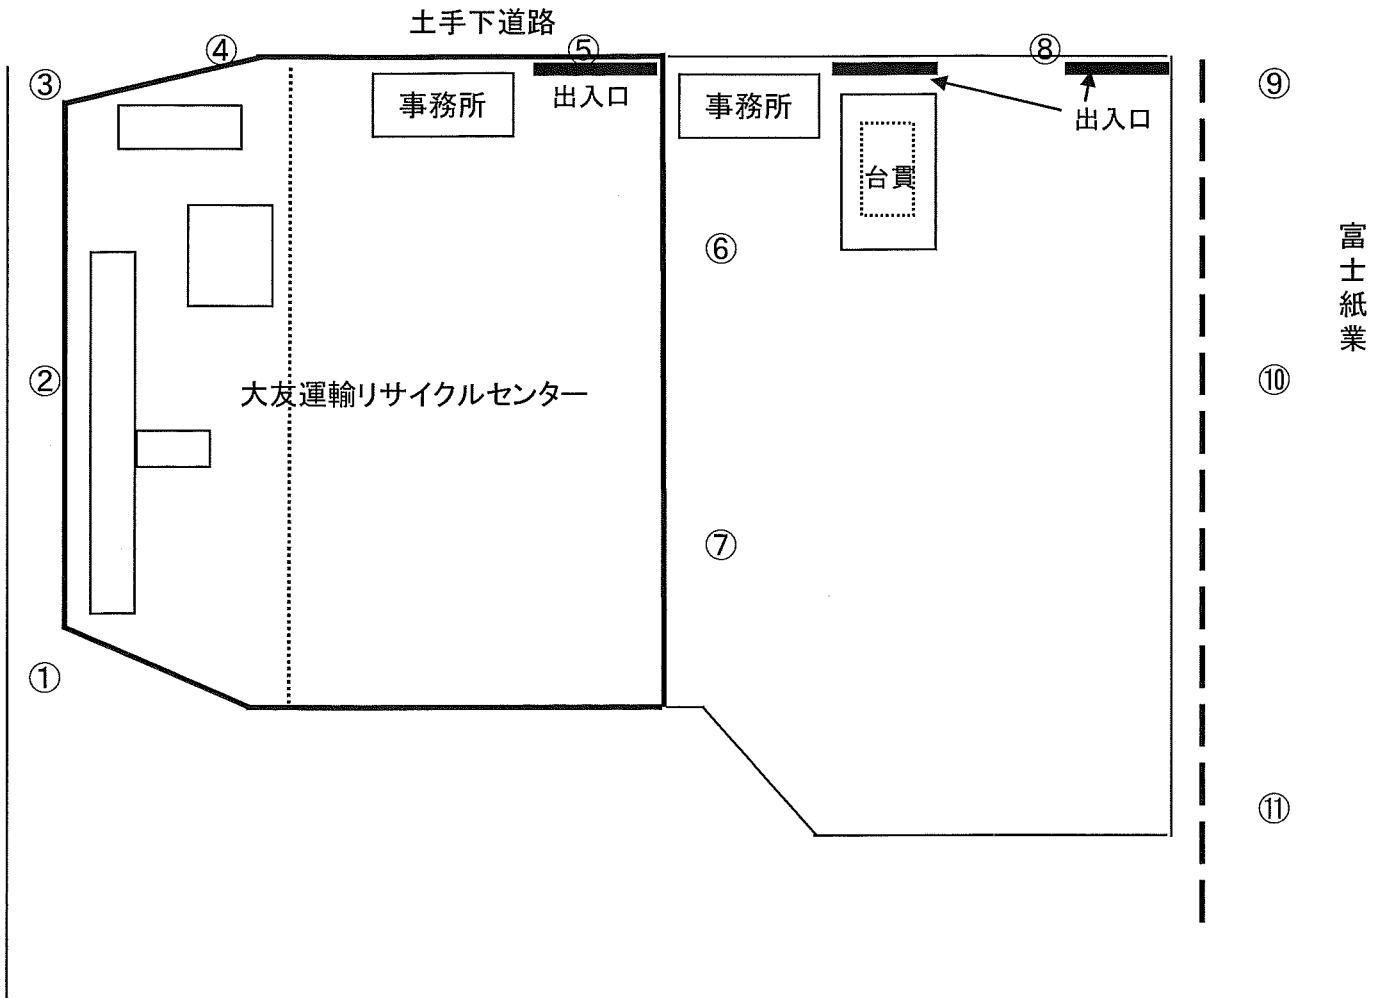 土手下道路
④
⑤
⑧
③
⑨
事務所
出入口
事務所
出入口
台貫
⑥
富士紙業
②
大友運輸リサイクルセンター
⑩
⑦
①
⑪